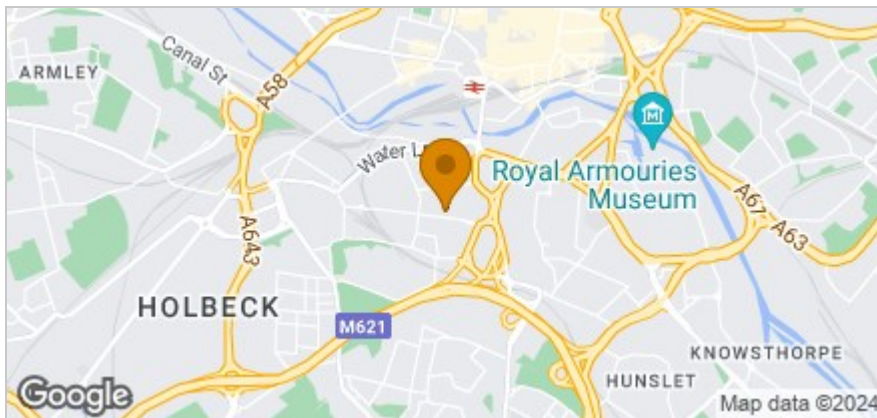 ARMLEY
Canal St
A58
Water L
Royal Armouries
Museum
A67
A63
A643
HOLBECK
M621
KNOWSTHORPE
HUNSLET
Google
Map data ©2024